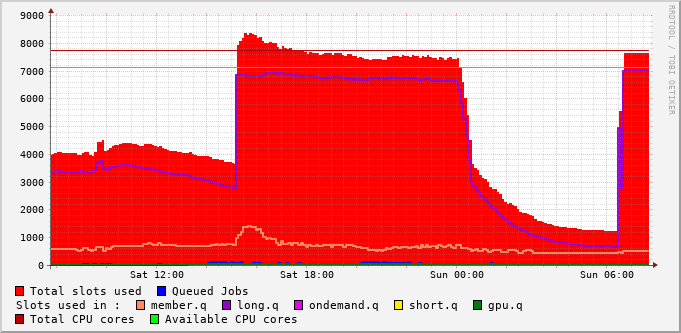 9000
8000
7000
6000
5000
4000
3000
2000
1000
0
Sat 12:00 Sat 18:00 Sun 00:00 Sun 06:00
RRDTOOL / TOBI OETIKER
Total slots used Queued Jobs
Slots used in : member.q long.q ondemand.q short.q gpu.q
Total CPU cores Available CPU cores